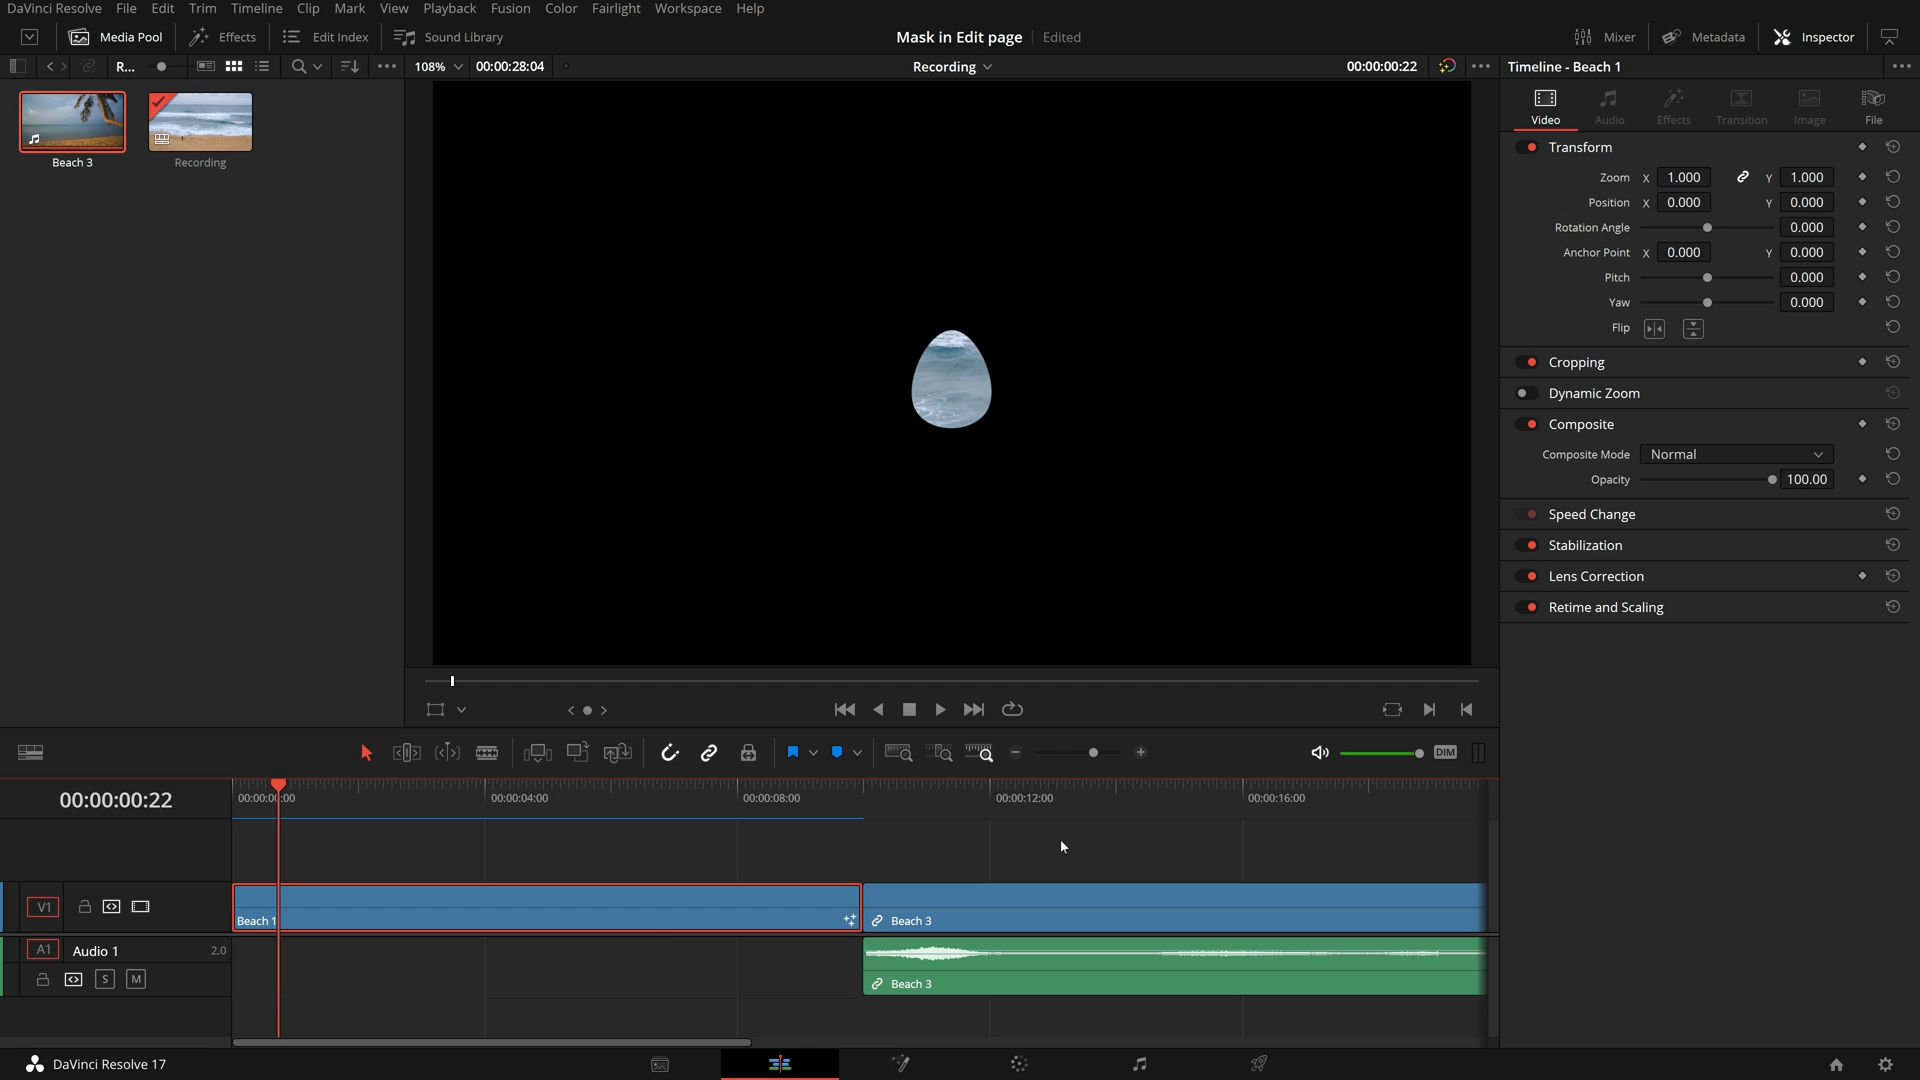 DaVinci Resolve File Edit Trim Timeline Clip Mark View Playback Fusion Color Fairlight Workspace Help
Media Pool Effects Edit Index Sound Library Mask in Edit page Edited Mixer Metadata Inspector
R... 108% 00:00:28:04 Recording 00:00:00:22 Timeline - Beach 1
Video Audio Effects Transition Image File
Beach 3 Recording
Transform
Zoom X 1.000 Y 1.000
Position X 0.000 Y 0.000
Rotation Angle 0.000
Anchor Point X 0.000 Y 0.000
Pitch 0.000
Yaw 0.000
Flip
Cropping
Dynamic Zoom
Composite
Composite Mode Normal
Opacity 100.00
Speed Change
Stabilization
Lens Correction
Retime and Scaling
DIM
00:00:00:22
00:00:00:00 00:00:04:00 00:00:08:00 00:00:12:00 00:00:16:00
V1
Beach 1 Beach 3
A1 Audio 1 2.0
S M
Beach 3
DaVinci Resolve 17